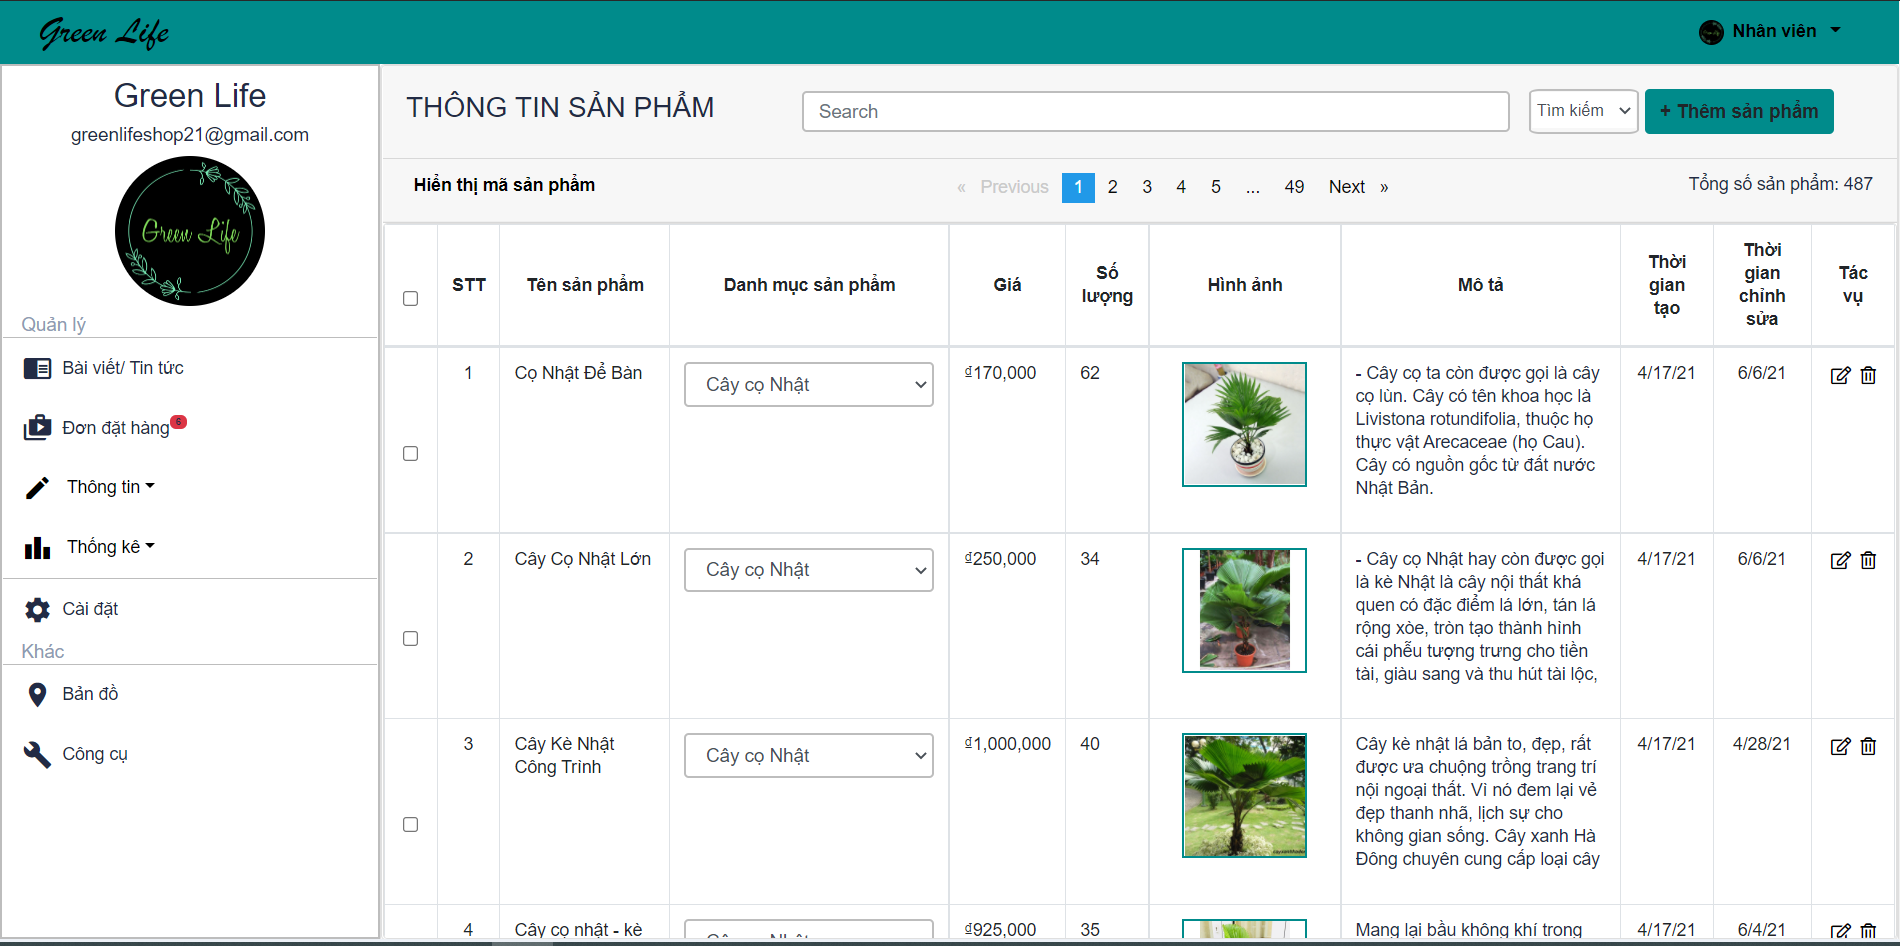 Green Life
Nhân viên
Green Life
greenlifeshop21@gmail.com
Green Life
Quản lý
Bài viết/ Tin tức
Đơn đặt hàng 6
Thông tin
Thống kê
Cài đặt
Khác
Bản đồ
Công cụ
THÔNG TIN SẢN PHẨM
Search
Tìm kiếm
+ Thêm sản phẩm
Hiển thị mã sản phẩm
« Previous 1 2 3 4 5 ... 49 Next »
Tổng số sản phẩm: 487
STT
Tên sản phẩm
Danh mục sản phẩm
Giá
Số
lượng
Hình ảnh
Mô tả
Thời
gian
tạo
Thời
gian
chỉnh
sửa
Tác
vụ
1
Cọ Nhật Để Bàn
Cây cọ Nhật
₫170,000
62
- Cây cọ ta còn được gọi là cây
cọ lùn. Cây có tên khoa học là
Livistona rotundifolia, thuộc họ
thực vật Arecaceae (họ Cau).
Cây có nguồn gốc từ đất nước
Nhật Bản.
4/17/21
6/6/21
2
Cây Cọ Nhật Lớn
Cây cọ Nhật
₫250,000
34
- Cây cọ Nhật hay còn được gọi
là kè Nhật là cây nội thất khá
quen có đặc điểm lá lớn, tán lá
rộng xòe, tròn tạo thành hình
cái phễu tượng trưng cho tiền
tài, giàu sang và thu hút tài lộc,
4/17/21
6/6/21
3
Cây Kè Nhật
Công Trình
Cây cọ Nhật
₫1,000,000
40
Cây kè nhật lá bản to, đẹp, rất
được ưa chuộng trồng trang trí
nội ngoại thất. Vì nó đem lại vẻ
đẹp thanh nhã, lịch sự cho
không gian sống. Cây xanh Hà
Đông chuyên cung cấp loại cây
4/17/21
4/28/21
4
Cây cọ nhật - kè
Cây cọ Nhật
₫925,000
35
Mang lại bầu không khí trong
4/17/21
6/4/21